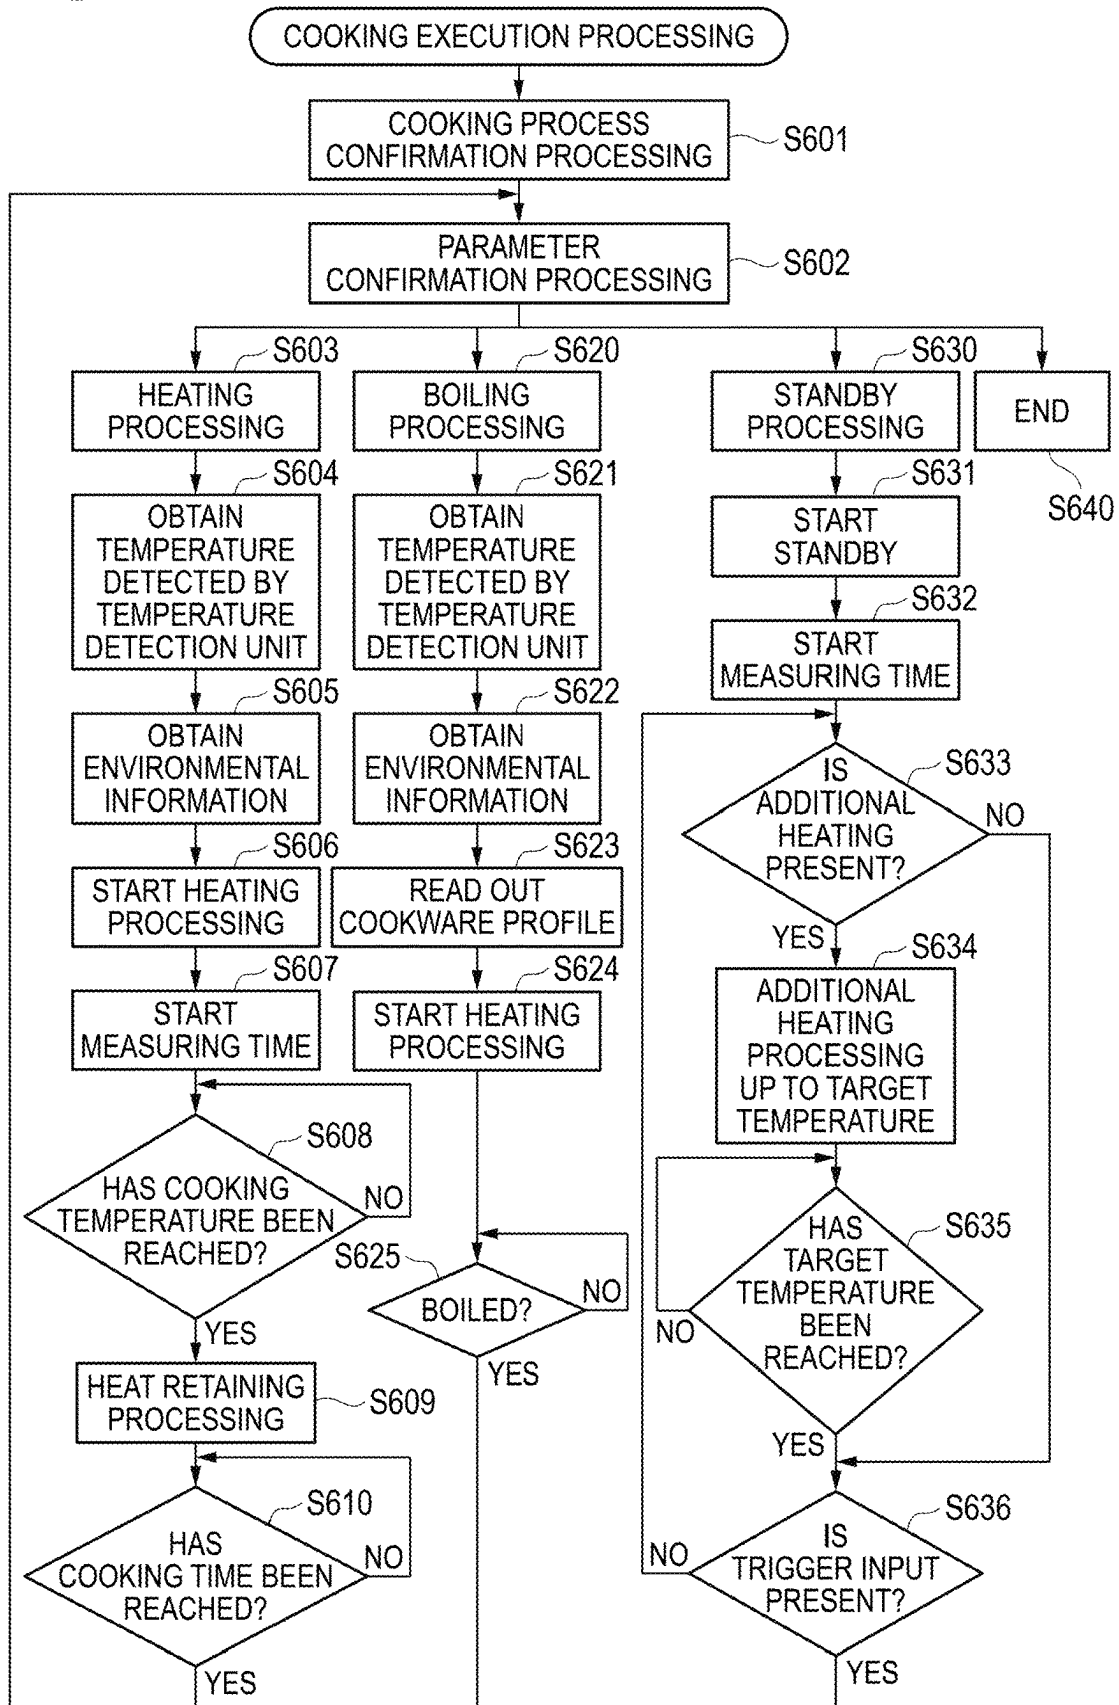 COOKING EXECUTION PROCESSING
COOKING PROCESS
CONFIRMATION PROCESSING
S601
PARAMETER
CONFIRMATION PROCESSING
S602
S603
HEATING
PROCESSING
S604
OBTAIN
TEMPERATURE
DETECTED BY
TEMPERATURE
DETECTION UNIT
S605
OBTAIN
ENVIRONMENTAL
INFORMATION
S606
START HEATING
PROCESSING
S607
START
MEASURING TIME
S608
HAS COOKING
TEMPERATURE BEEN
REACHED?
NO
YES
HEAT RETAINING
PROCESSING
S609
S610
HAS
COOKING TIME BEEN
REACHED?
NO
YES
S620
BOILING
PROCESSING
S621
OBTAIN
TEMPERATURE
DETECTED BY
TEMPERATURE
DETECTION UNIT
S622
OBTAIN
ENVIRONMENTAL
INFORMATION
S623
READ OUT
COOKWARE PROFILE
S624
START HEATING
PROCESSING
S625
BOILED?
NO
YES
S630
STANDBY
PROCESSING
S631
START
STANDBY
S632
START
MEASURING TIME
S633
IS
ADDITIONAL
HEATING
PRESENT?
NO
YES
S634
ADDITIONAL
HEATING
PROCESSING
UP TO TARGET
TEMPERATURE
S635
HAS
TARGET
TEMPERATURE
BEEN
REACHED?
NO
YES
S636
IS
TRIGGER INPUT
PRESENT?
NO
YES
END
S640